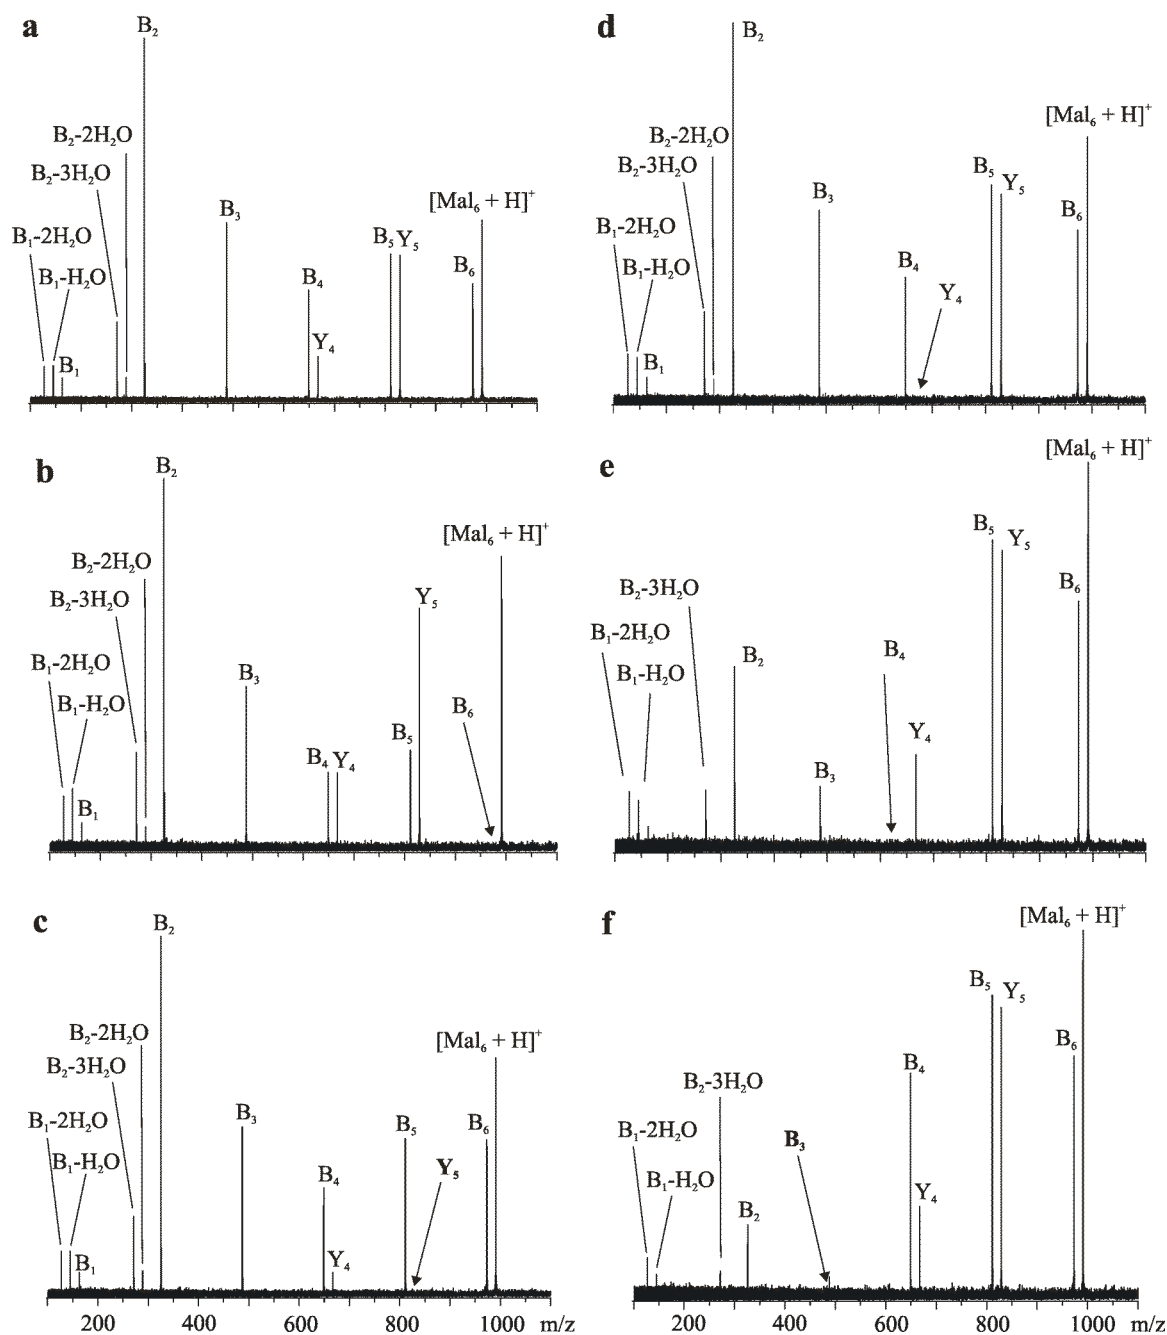 a
B₂
B₂-2H₂O
B₂-3H₂O
B₁-2H₂O
B₁-H₂O
B₁
B₃
B₄
Y₄
B₅ Y₅
[Mal₆ + H]⁺
B₆
d
B₂
B₂-2H₂O
B₂-3H₂O
B₁-2H₂O
B₁-H₂O
B₁
B₃
B₄
Y₄
B₅
Y₅
[Mal₆ + H]⁺
B₆
b
B₂
B₂-2H₂O
B₂-3H₂O
B₁-2H₂O
B₁-H₂O
B₁
B₃
B₄ Y₄
B₅
Y₅
B₆
[Mal₆ + H]⁺
e
[Mal₆ + H]⁺
B₅
Y₅
B₆
B₂-3H₂O
B₁-2H₂O
B₁-H₂O
B₂
B₃
B₄
Y₄
c
B₂
B₂-2H₂O
B₂-3H₂O
B₁-2H₂O
B₁-H₂O
B₁
B₃
B₄
Y₄
B₅
Y₅
B₆
[Mal₆ + H]⁺
200 400 600 800 1000 m/z
f
[Mal₆ + H]⁺
B₅
Y₅
B₆
B₄
Y₄
B₂-3H₂O
B₁-2H₂O
B₁-H₂O
B₂
B₃
200 400 600 800 1000 m/z